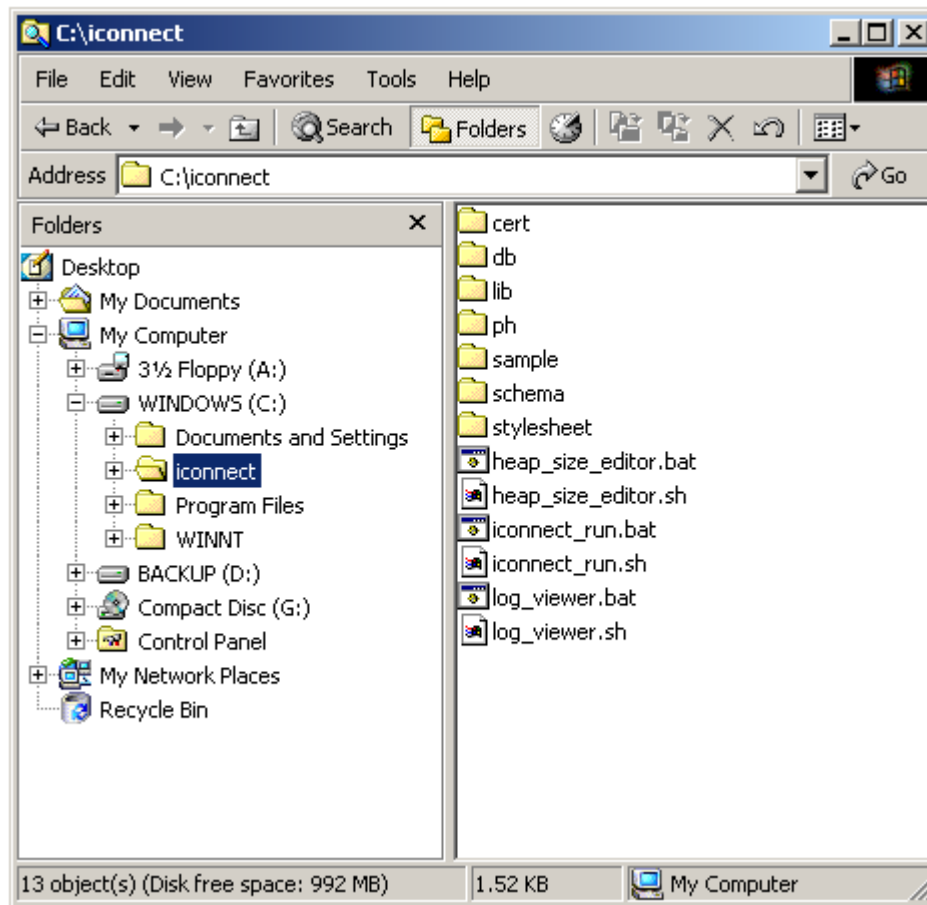 C:\iconnect
File Edit View Favorites Tools Help
Back Search Folders
Address C:\iconnect Go
Folders
Desktop
My Documents
My Computer
3½ Floppy (A:)
WINDOWS (C:)
Documents and Settings
iconnect
Program Files
WINNT
BACKUP (D:)
Compact Disc (G:)
Control Panel
My Network Places
Recycle Bin
cert
db
lib
ph
sample
schema
stylesheet
heap_size_editor.bat
heap_size_editor.sh
iconnect_run.bat
iconnect_run.sh
log_viewer.bat
log_viewer.sh
13 object(s) (Disk free space: 992 MB) 1.52 KB My Computer